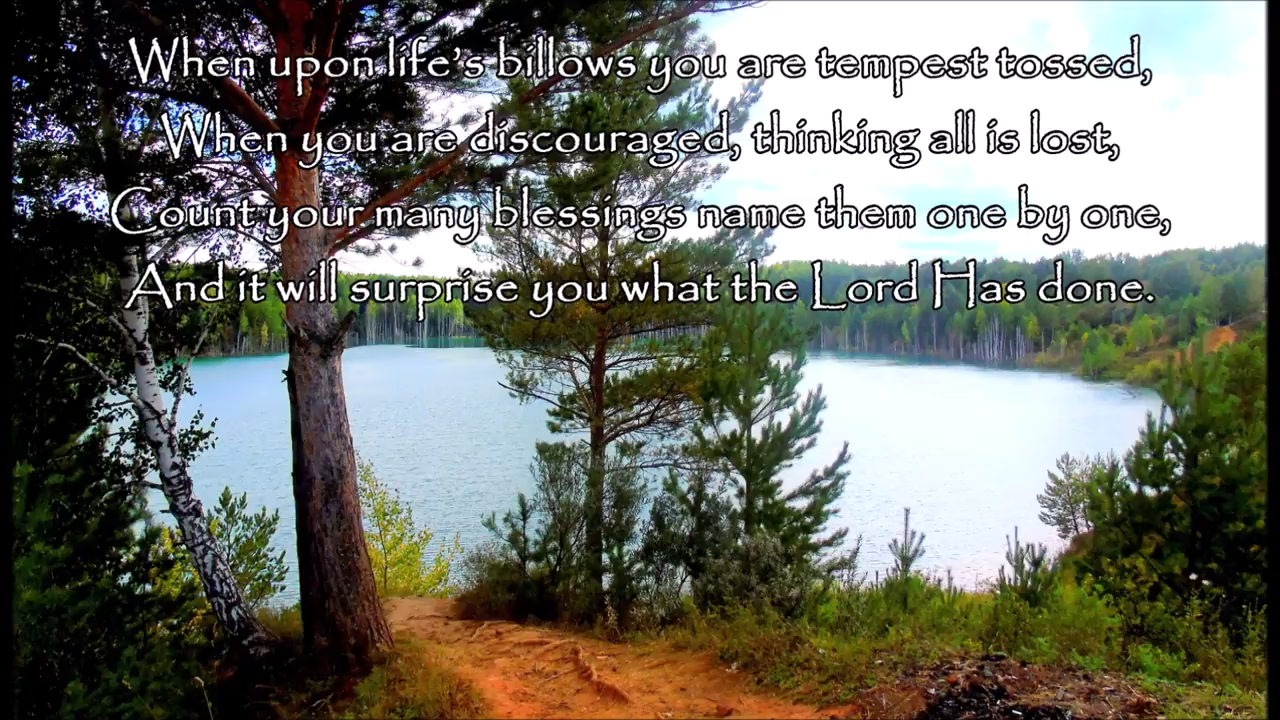 When upon life's billows you are tempest tossed,
When you are discouraged, thinking all is lost,
Count your many blessings name them one by one,
And it will surprise you what the Lord Has done.